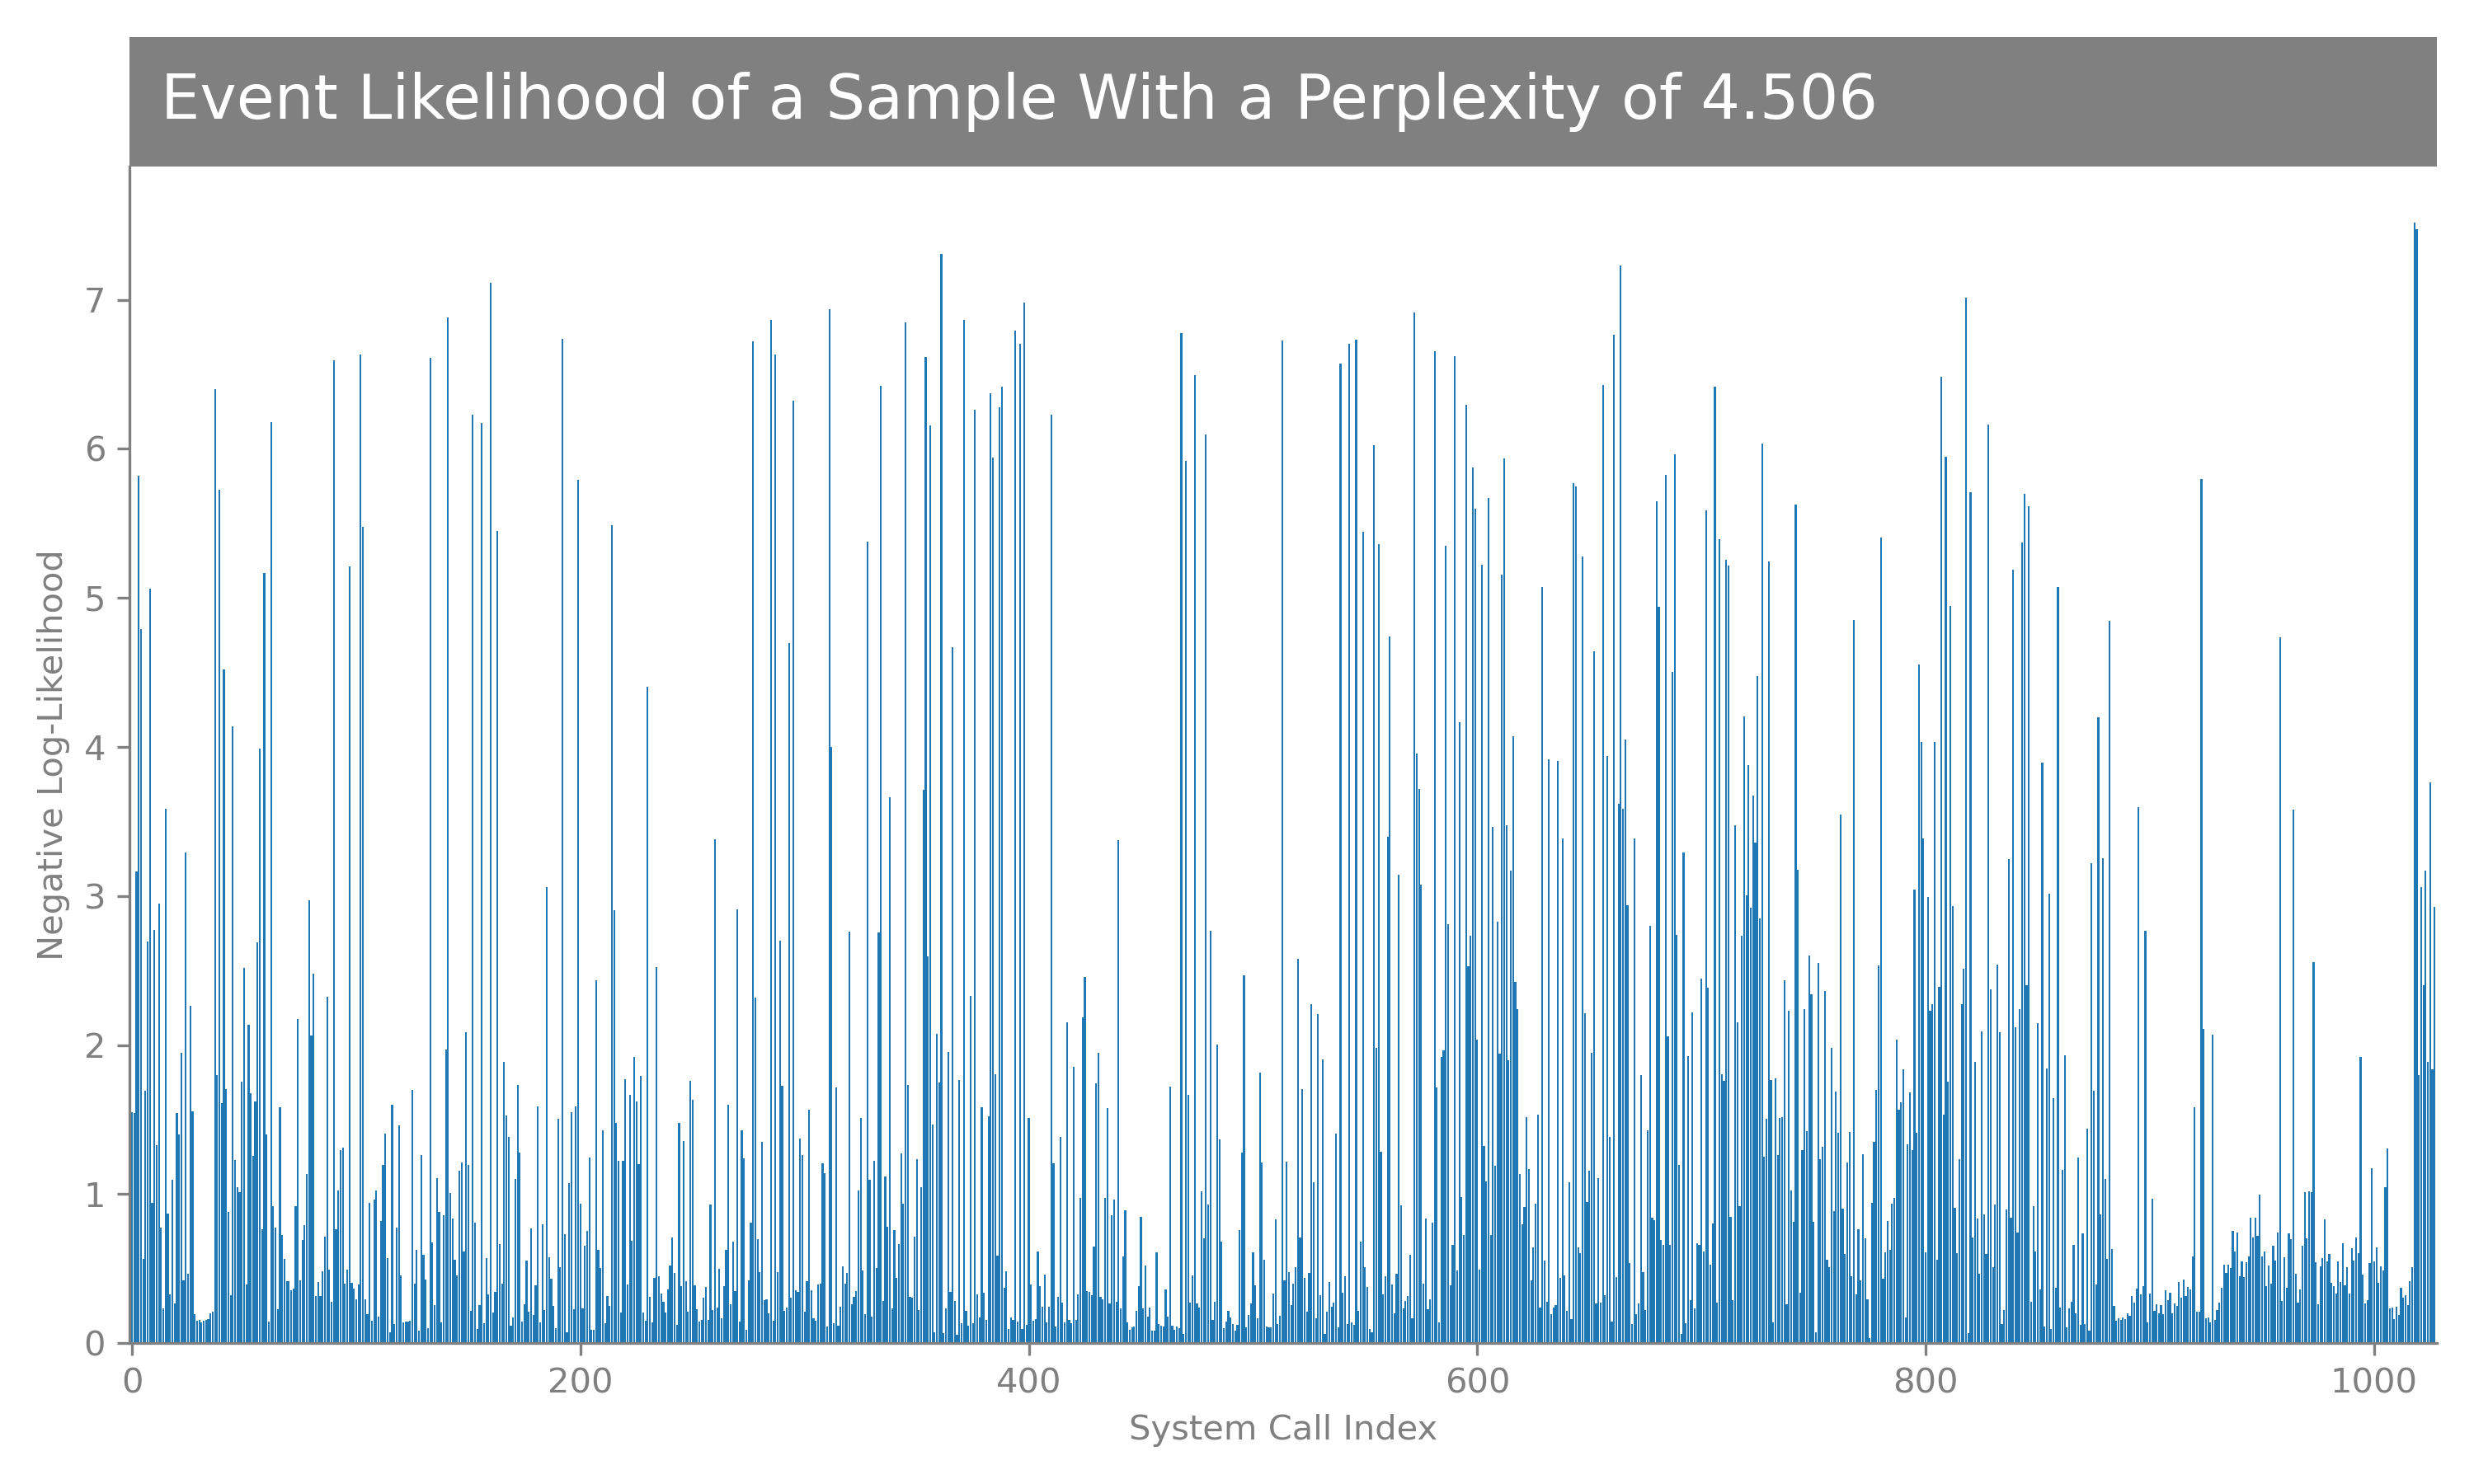 Event Likelihood of a Sample With a Perplexity of 4.506
Negative Log-Likelihood
7
6
5
4
3
2
1
0
0 200 400 600 800 1000
System Call Index